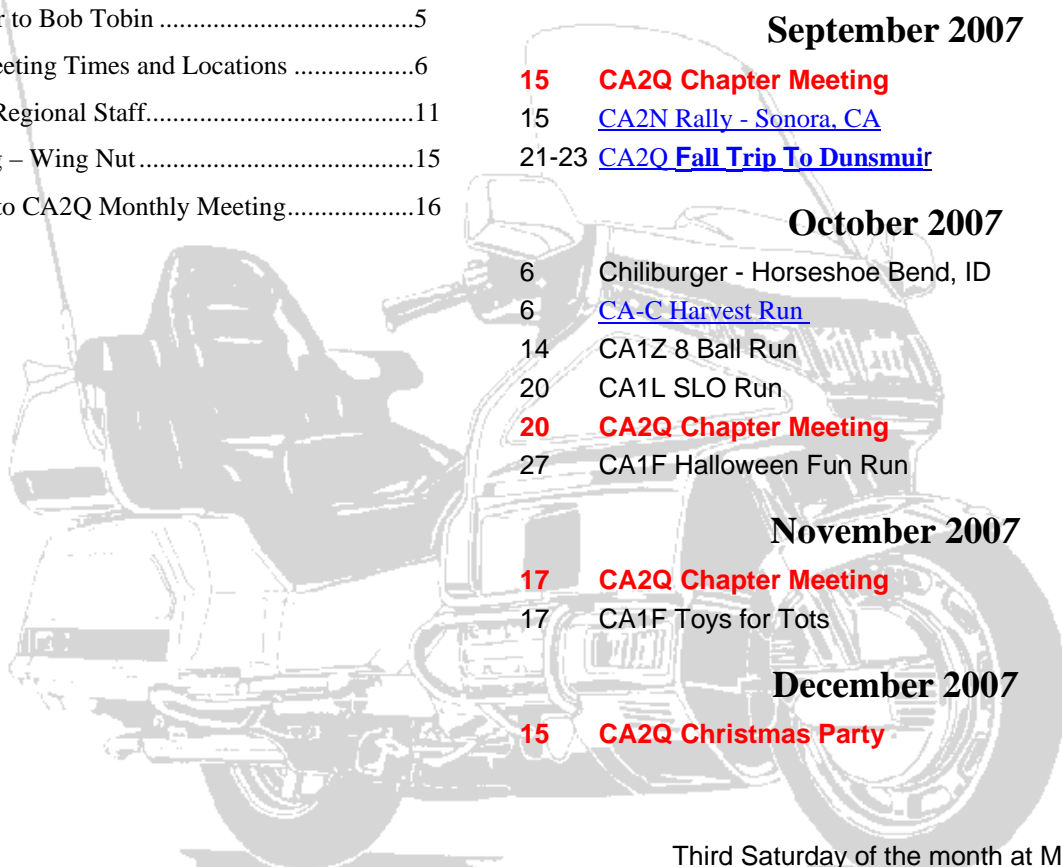 r to Bob Tobin ..............................................5
eeting Times and Locations ..................6
Regional Staff.............................................11
g – Wing Nut ..............................................15
to CA2Q Monthly Meeting...................16
September 2007
15 CA2Q Chapter Meeting
15 CA2N Rally - Sonora, CA
21-23 CA2Q Fall Trip To Dunsmuir
October 2007
6 Chiliburger - Horseshoe Bend, ID
6 CA-C Harvest Run
14 CA1Z 8 Ball Run
20 CA1L SLO Run
20 CA2Q Chapter Meeting
27 CA1F Halloween Fun Run
November 2007
17 CA2Q Chapter Meeting
17 CA1F Toys for Tots
December 2007
15 CA2Q Christmas Party
Third Saturday of the month at M